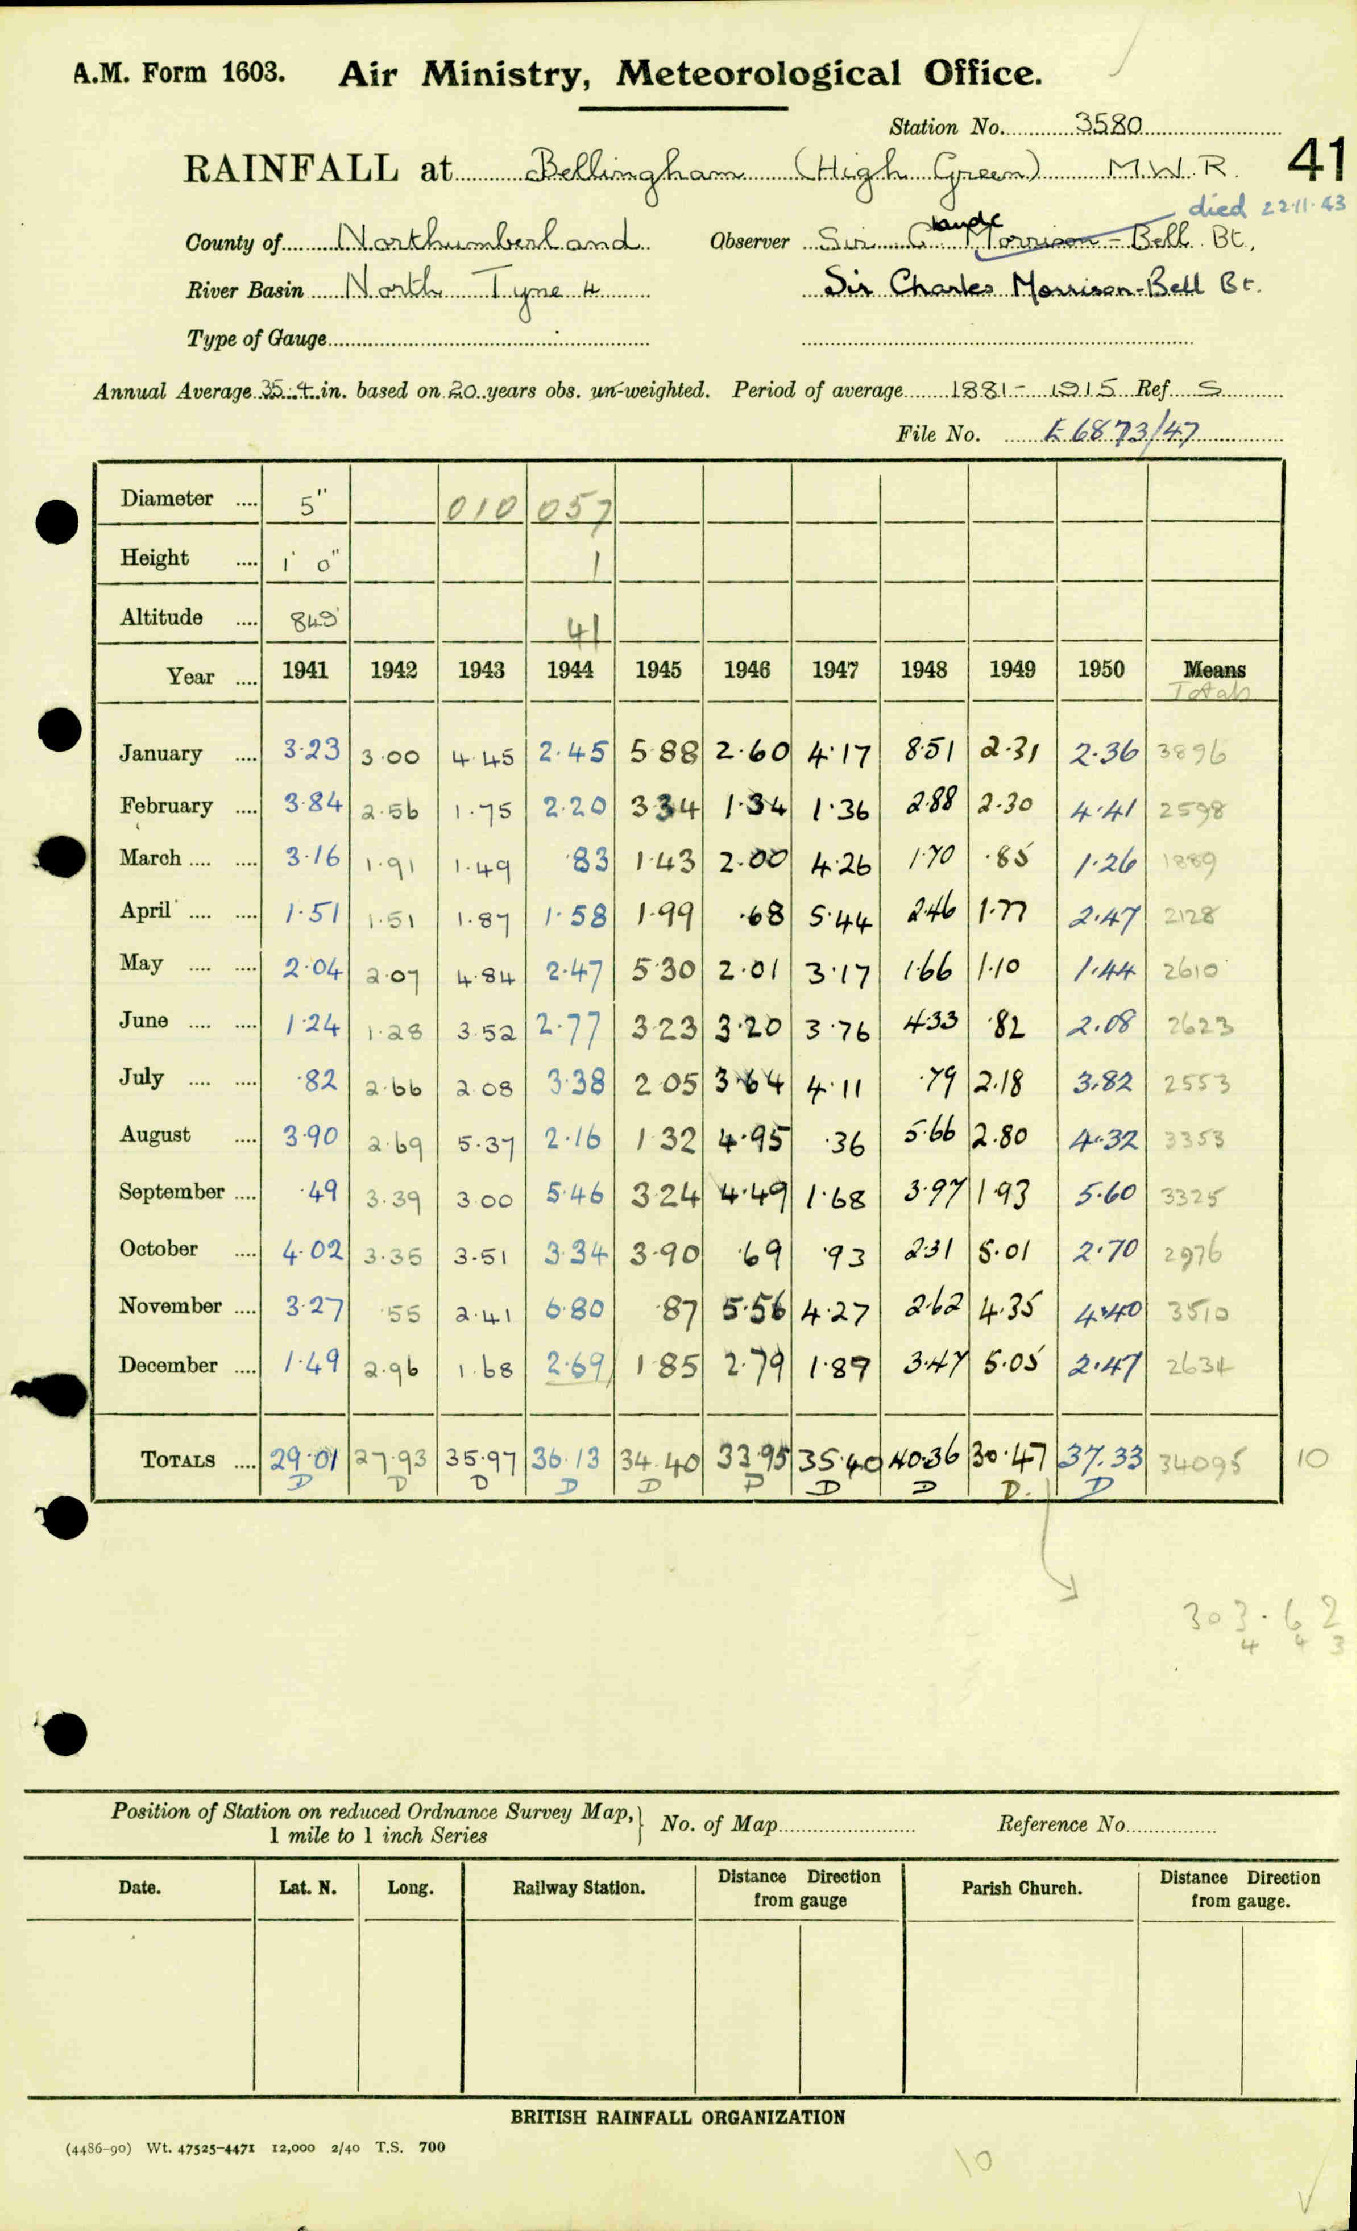 A.M. Form 1603. Air Ministry, Meteorological Office.
Station No. 3580
RAINFALL at Bellingham (High Green) M.W.R. 41
died 22.11.43
County of Northumberland Observer Sir Claude Morrison-Bell. Bt,
River Basin North Tyne 4 Sir Charles Morrison-Bell Bt.
Type of Gauge
Annual Average 35.4 in. based on 20 years obs. un-weighted. Period of average 1881-1915 Ref S
File No. E 6873/47
Diameter .... 5" 010 057
Height .... 1' 0" 1
Altitude .... 849' 41
Year .... 1941 1942 1943 1944 1945 1946 1947 1948 1949 1950 Means
Totals
January .... 3.23 3.00 4.45 2.45 5.88 2.60 4.17 8.51 2.31 2.36 3896
February .... 3.84 2.56 1.75 2.20 3.34 1.34 1.36 2.88 2.30 4.41 2598
March .... .... 3.16 1.91 1.49 .83 1.43 2.00 4.26 1.70 .85 1.26 1889
April .... .... 1.51 1.51 1.87 1.58 1.99 .68 5.44 2.46 1.77 2.47 2128
May .... .... 2.04 2.07 4.84 2.47 5.30 2.01 3.17 1.66 1.10 1.44 2610
June .... .... 1.24 1.28 3.52 2.77 3.23 3.20 3.76 4.33 .82 2.08 2623
July .... .... .82 2.66 2.08 3.38 2.05 3.64 4.11 .79 2.18 3.82 2553
August .... 3.90 2.69 5.37 2.16 1.32 4.95 .36 5.66 2.80 4.32 3353
September .... .49 3.39 3.00 5.46 3.24 4.49 1.68 3.97 1.93 5.60 3325
October .... 4.02 3.35 3.51 3.34 3.90 .69 .93 2.31 5.01 2.70 2976
November .... 3.27 .55 2.41 6.80 .87 5.56 4.27 2.62 4.35 4.40 3510
December .... 1.49 2.96 1.68 2.69 1.85 2.79 1.89 3.47 5.05 2.47 2634
TOTALS .... 29.01 27.93 35.97 36.13 34.40 33.95 35.40 40.36 30.47 37.33 34095 10
D D D D D D D D D. D
303.62
4 4 3
Position of Station on reduced Ordnance Survey Map, No. of Map Reference No.
1 mile to 1 inch Series
Date. Lat. N. Long. Railway Station. Distance Direction from gauge Parish Church. Distance Direction from gauge.
BRITISH RAINFALL ORGANIZATION
(4486-90) Wt. 47525-4471 12,000 2/40 T.S. 700
10